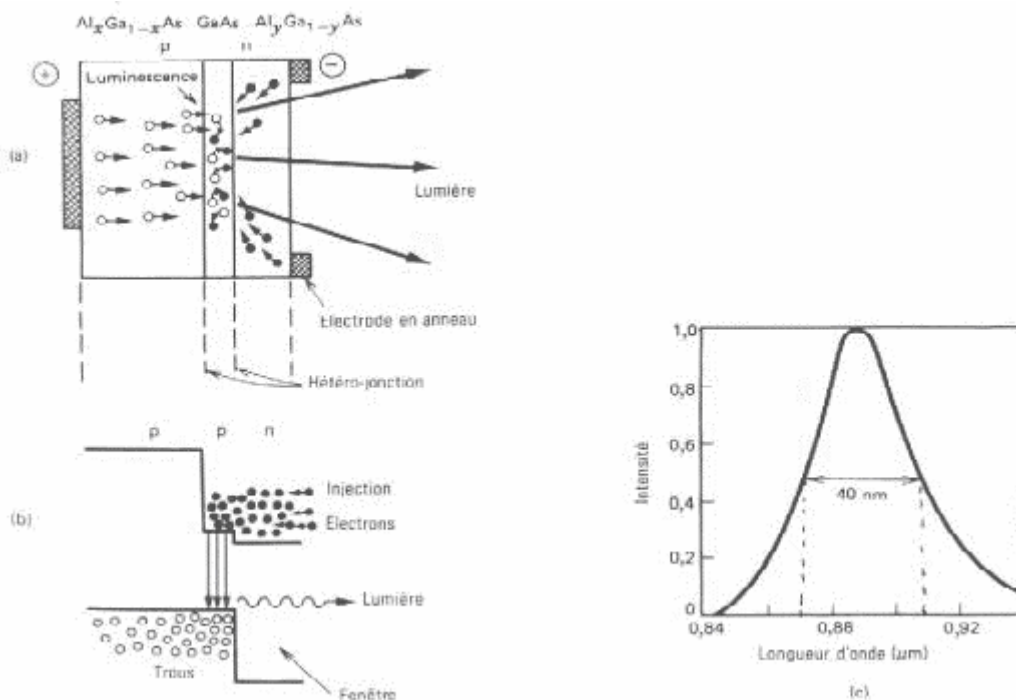 AlxGa1−xAs GaAs AlyGa1−yAs
p n
+ −
Luminescence
(a)
Lumière
Electrode en anneau
Hétéro-jonction
p p n
Injection
(b)
Electrons
Lumière
Trous
Fenêtre
1,0
0,8
0,6
0,4
0,2
0
Intensité
40 nm
0,84 0,88 0,92
Longueur d'onde (μm)
(c)